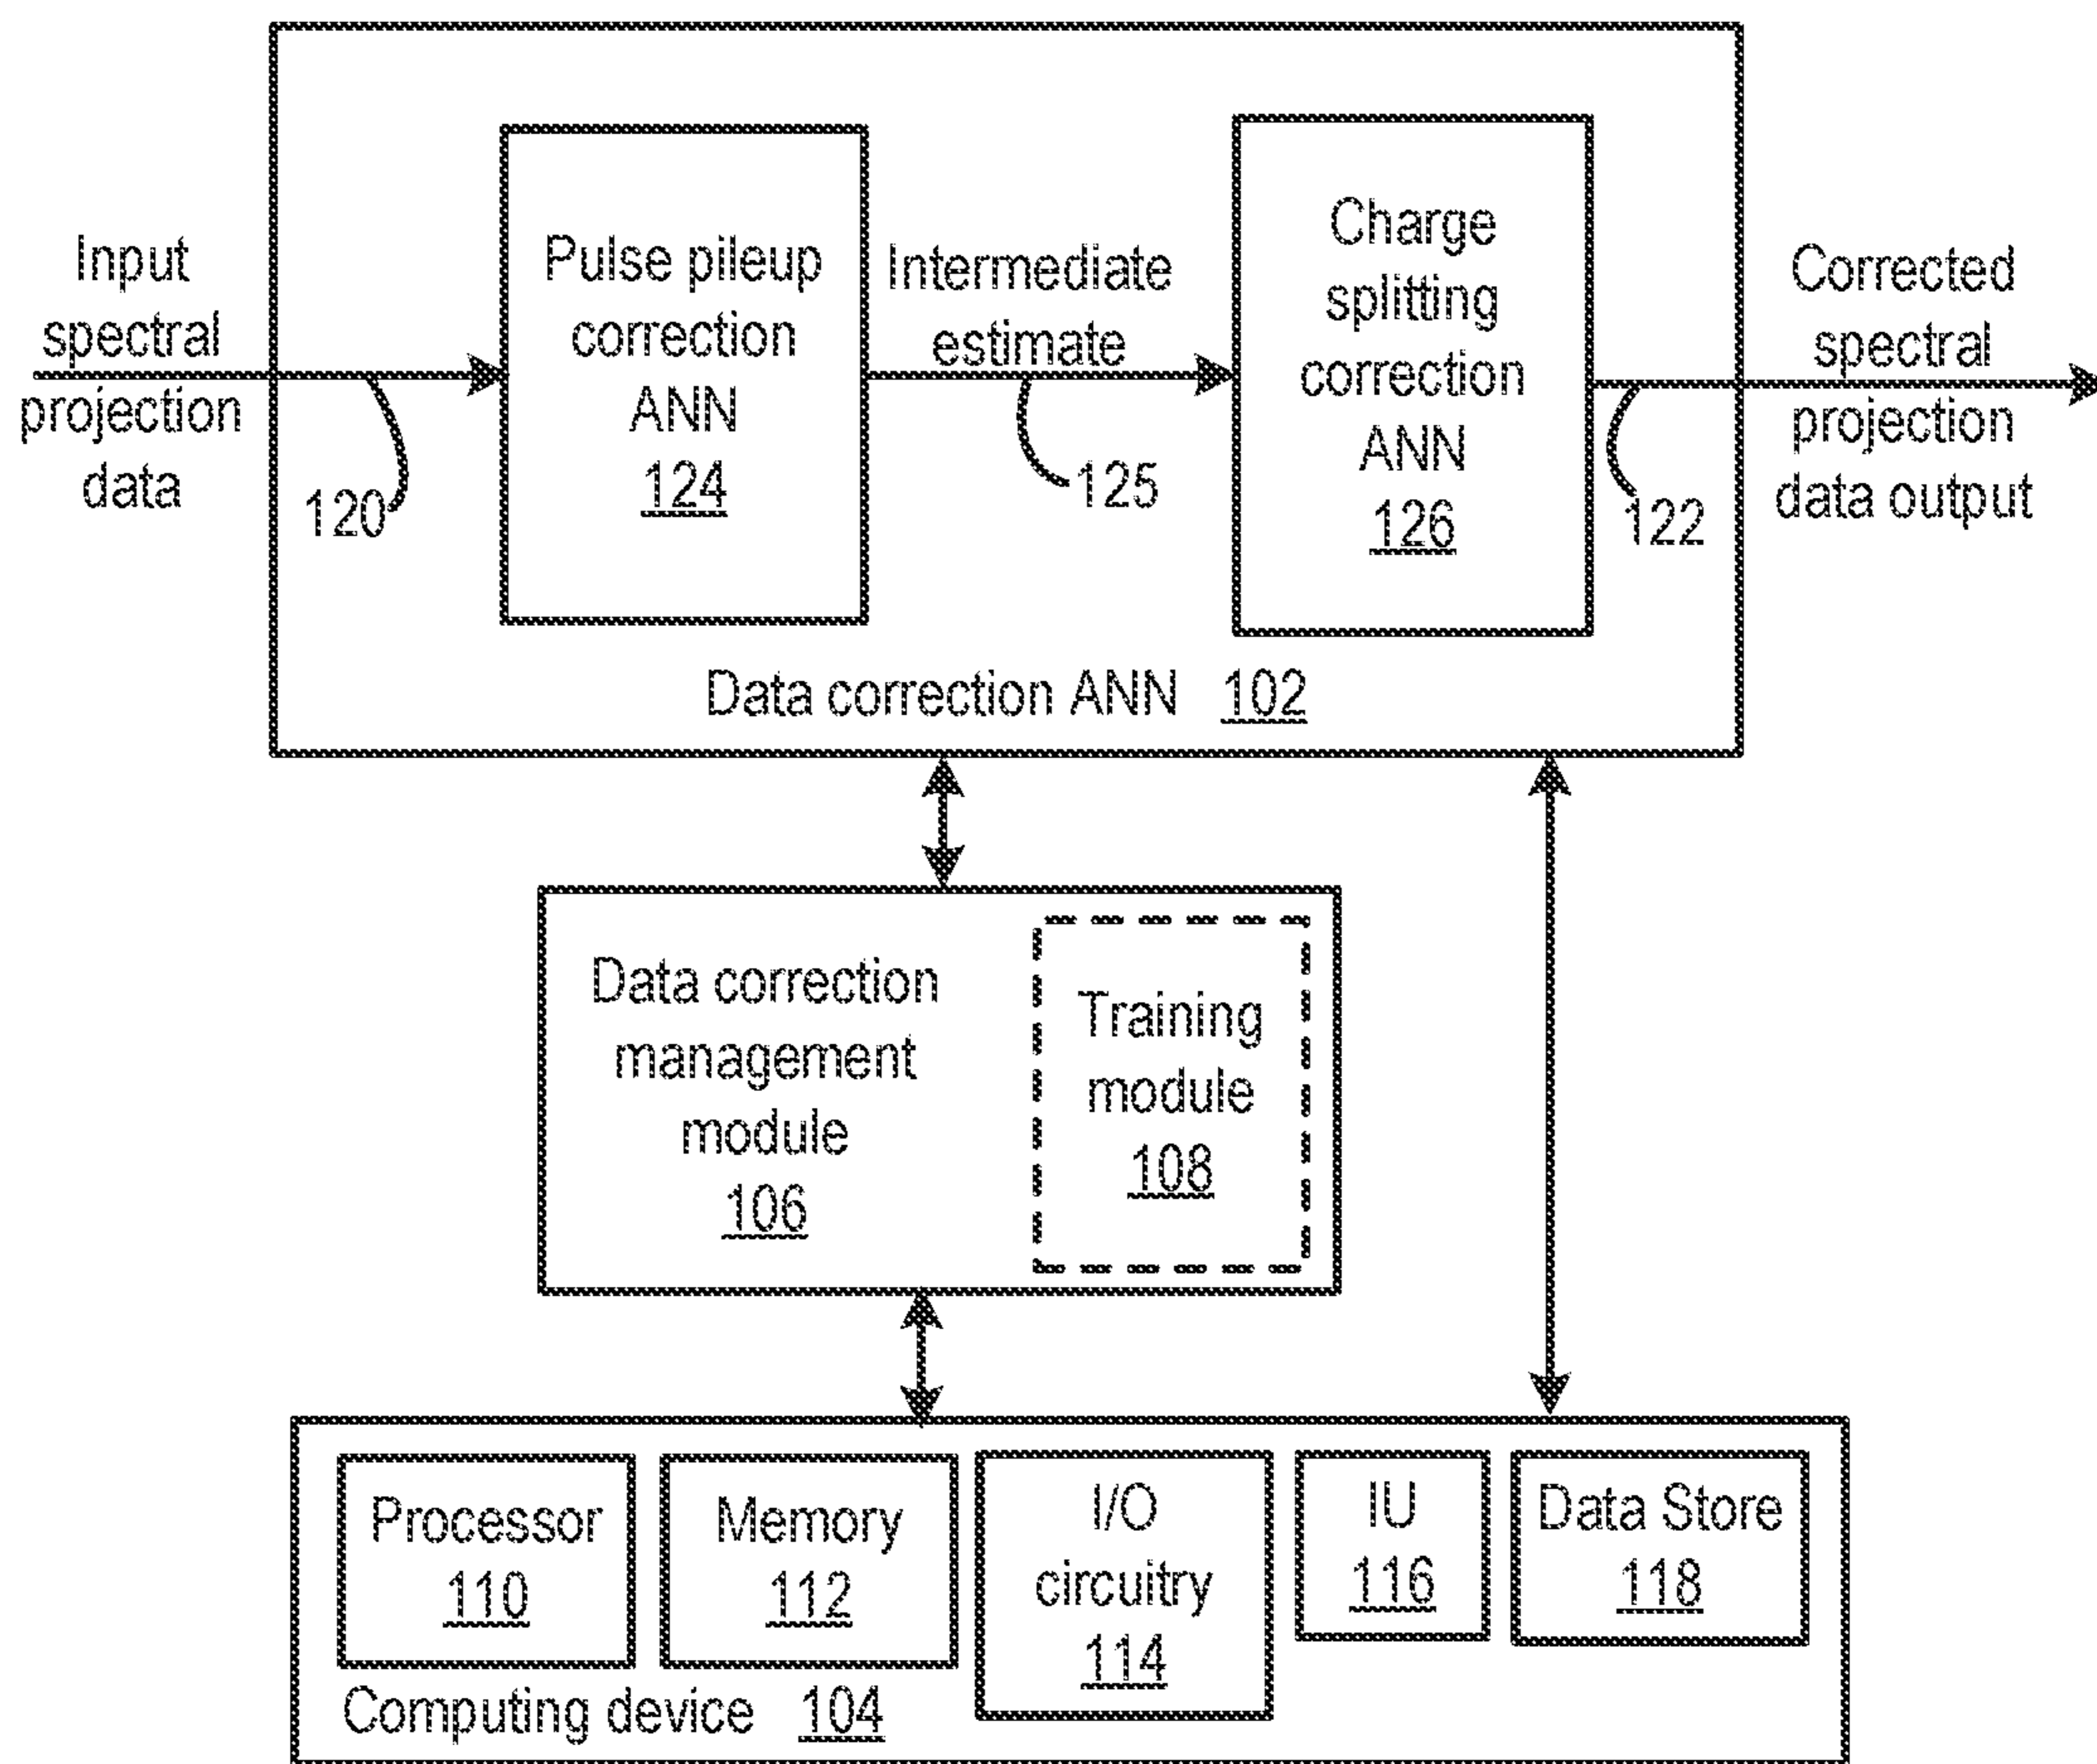 Input
spectral
projection
data
120
Pulse pileup
correction
ANN
124
Intermediate
estimate
125
Charge
splitting
correction
ANN
126
122
Corrected
spectral
projection
data output
Data correction ANN 102
Data correction
management
module
106
Training
module
108
Processor
110
Memory
112
I/O
circuitry
114
IU
116
Data Store
118
Computing device 104